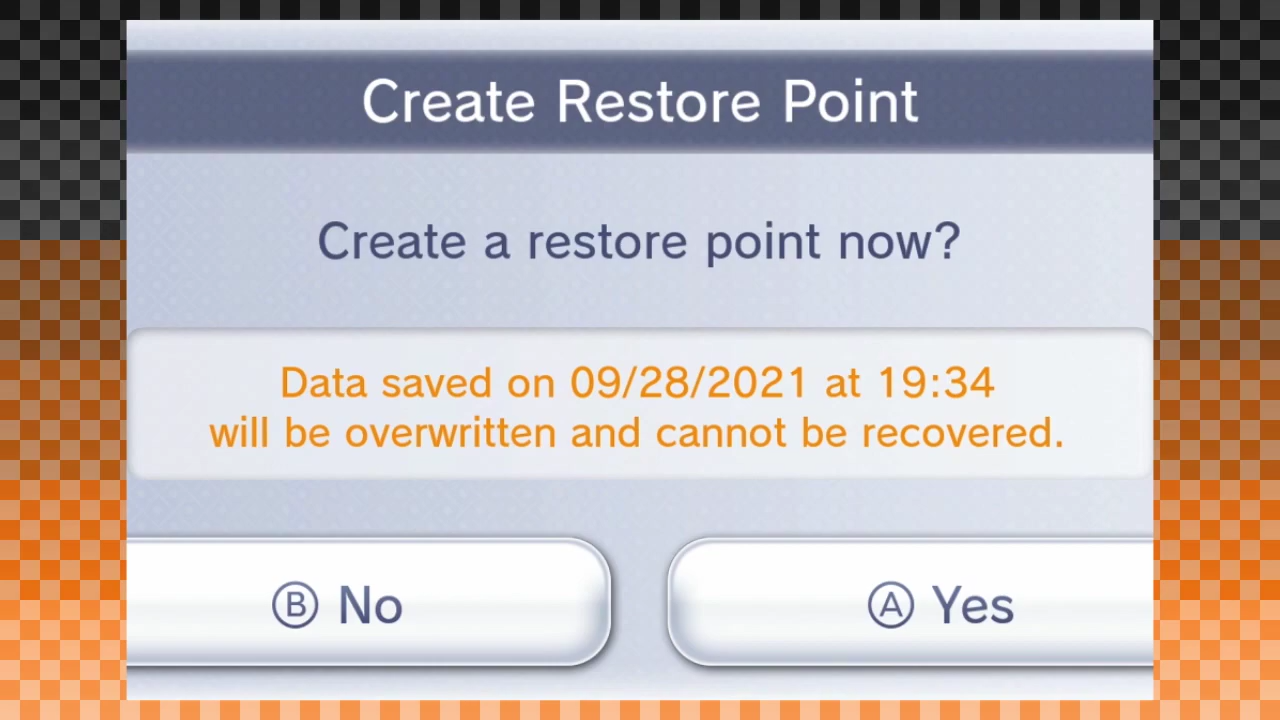 Create Restore Point
Create a restore point now?
Data saved on 09/28/2021 at 19:34
will be overwritten and cannot be recovered.
Ⓑ No
Ⓐ Yes